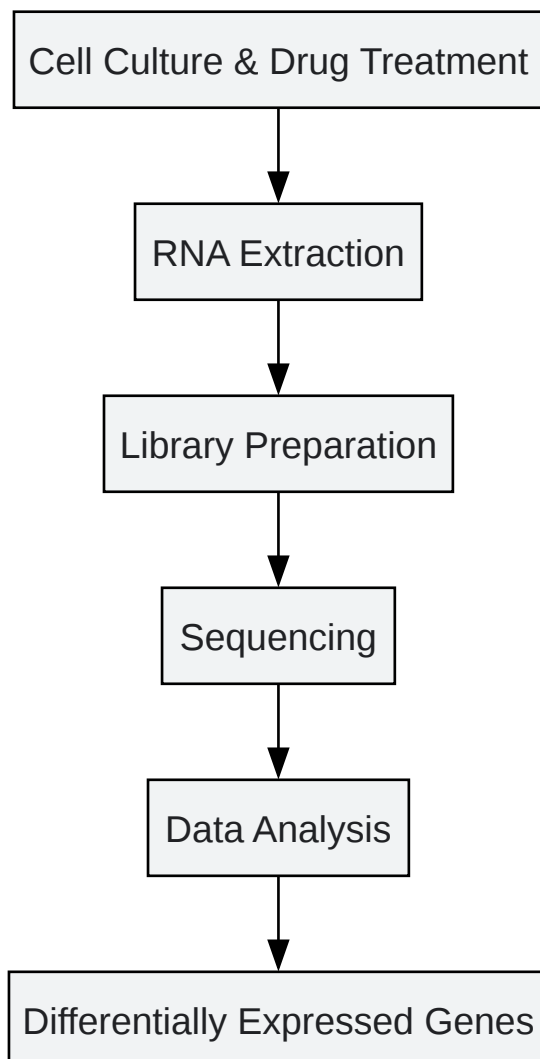 Cell Culture & Drug Treatment
RNA Extraction
Library Preparation
Sequencing
Data Analysis
Differentially Expressed Genes